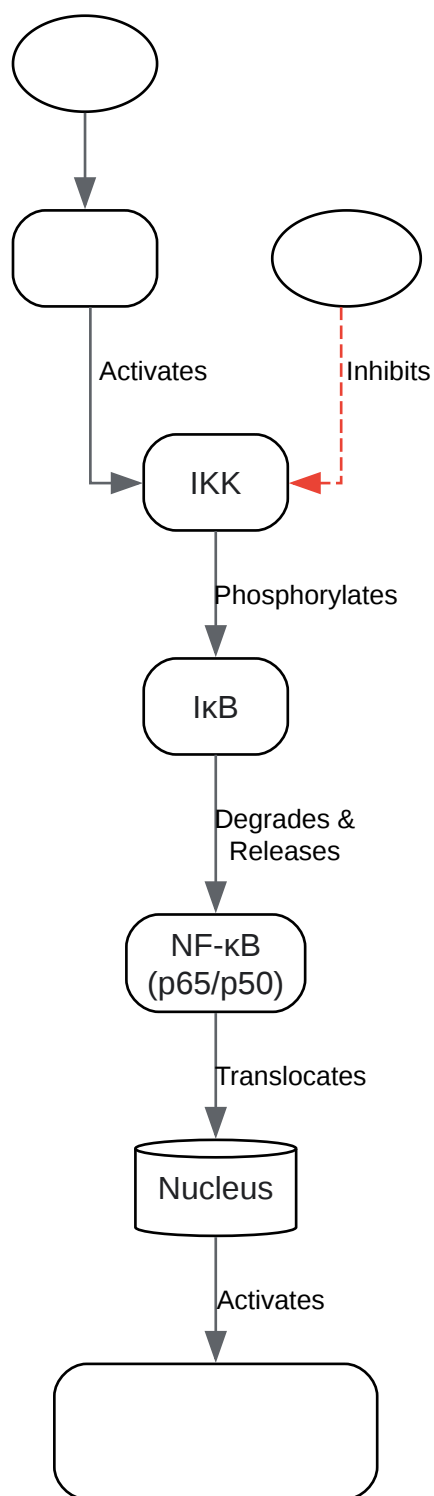 Activates
Inhibits
IKK
Phosphorylates
IκB
Degrades &
Releases
NF-κB
(p65/p50)
Translocates
Nucleus
Activates